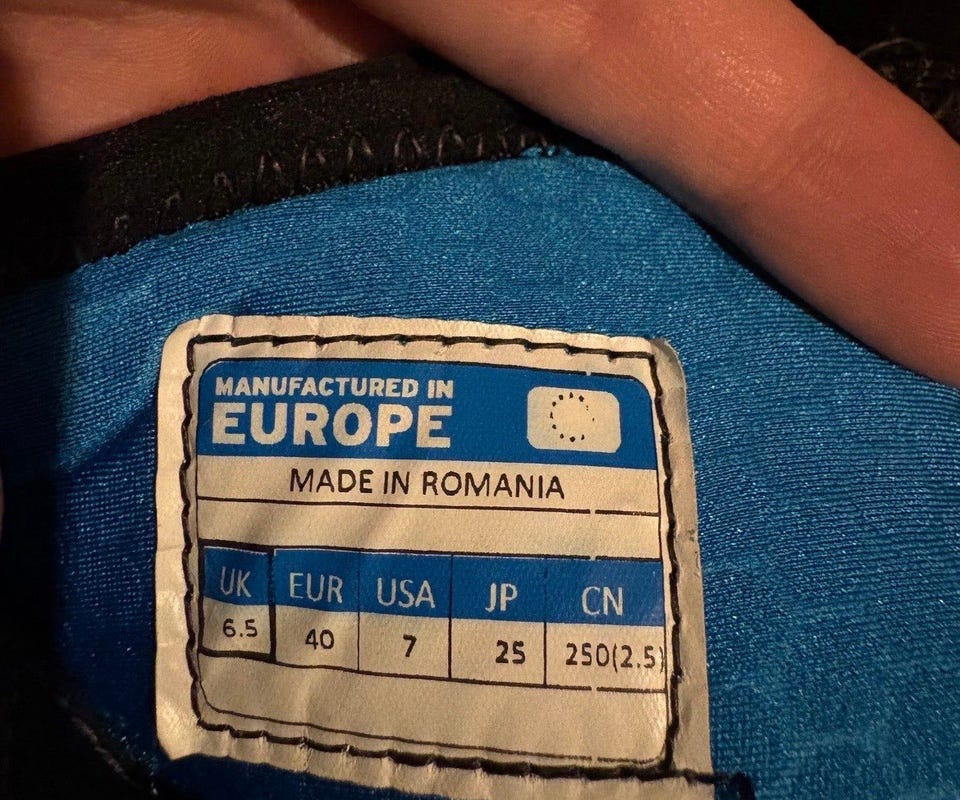 MANUFACTURED IN
EUROPE
MADE IN ROMANIA
UK EUR USA JP CN
6.5 40 7 25 250(2.5)